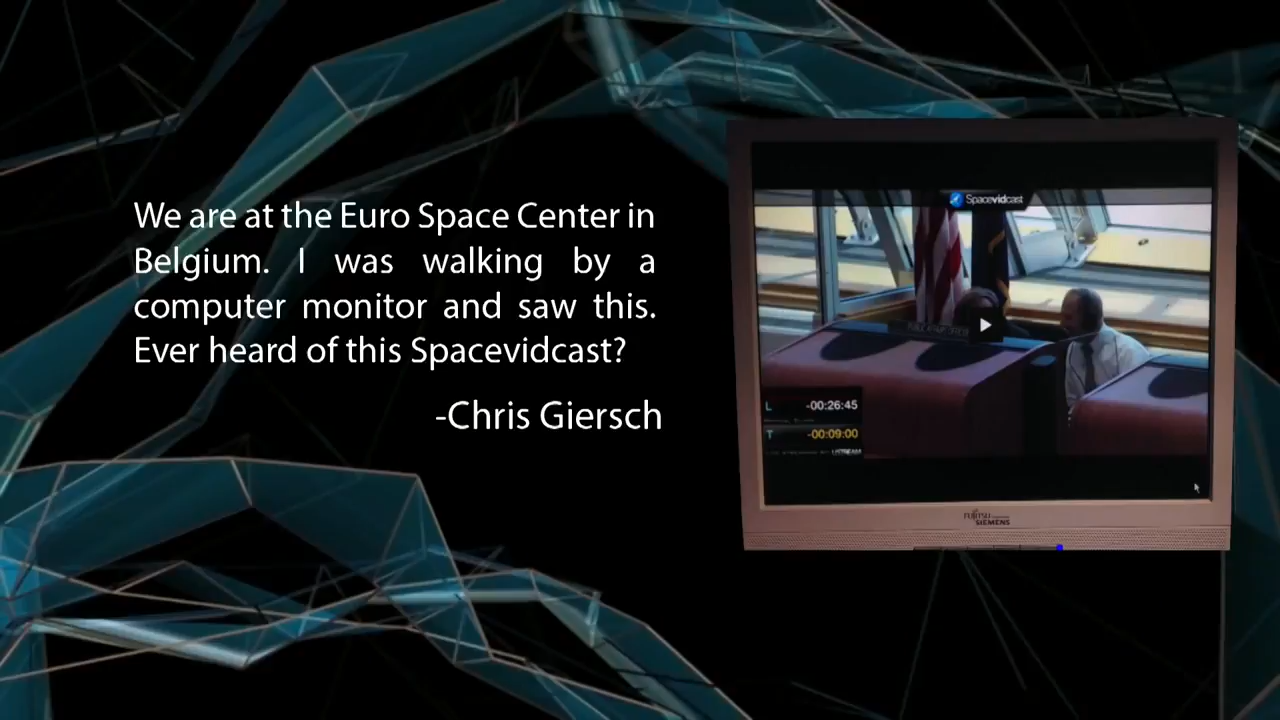 We are at the Euro Space Center in
Belgium. I was walking by a
computer monitor and saw this.
Ever heard of this Spacevidcast?
-Chris Giersch
Spacevidcast
L -00:26:45
T -00:09:00
USTREAM
FUJITSU
SIEMENS